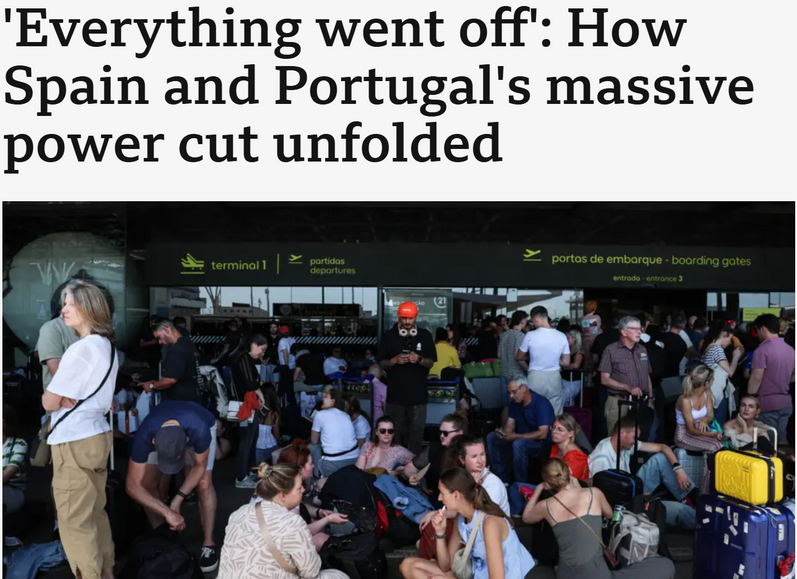 'Everything went off': How
Spain and Portugal's massive
power cut unfolded
terminal 1
partidas
departures
portas de embarque - boarding gates
entrada - entrance 3
21